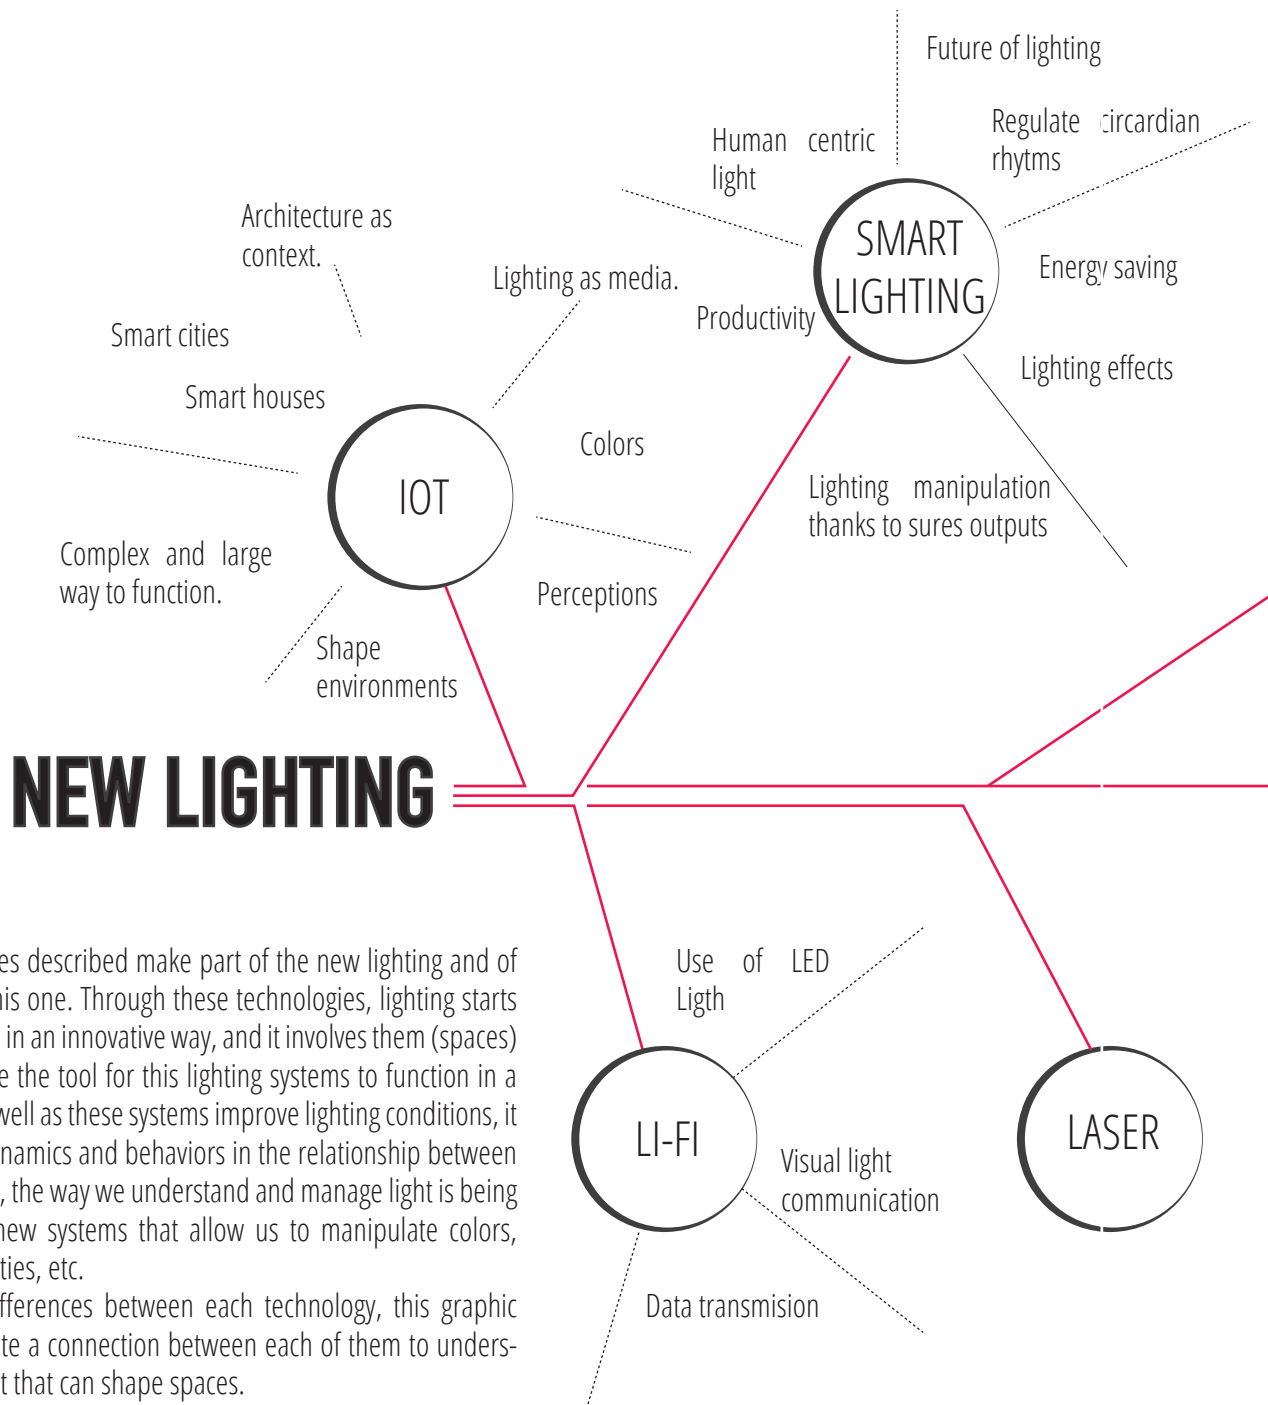 Future of lighting
Regulate circardian
rhytms
Human centric
light
SMART
LIGHTING
Energy saving
Productivity
Lighting effects
Lighting manipulation
thanks to sures outputs
Architecture as
context.
Lighting as media.
Smart cities
Smart houses
IOT
Colors
Complex and large
way to function.
Perceptions
Shape
environments
NEW LIGHTING
es described make part of the new lighting and of
his one. Through these technologies, lighting starts
in an innovative way, and it involves them (spaces)
e the tool for this lighting systems to function in a
well as these systems improve lighting conditions, it
namics and behaviors in the relationship between
, the way we understand and manage light is being
new systems that allow us to manipulate colors,
ties, etc.
fferences between each technology, this graphic
te a connection between each of them to unders-
t that can shape spaces.
Use of LED
Ligth
LI-FI
Visual light
communication
Data transmision
LASER